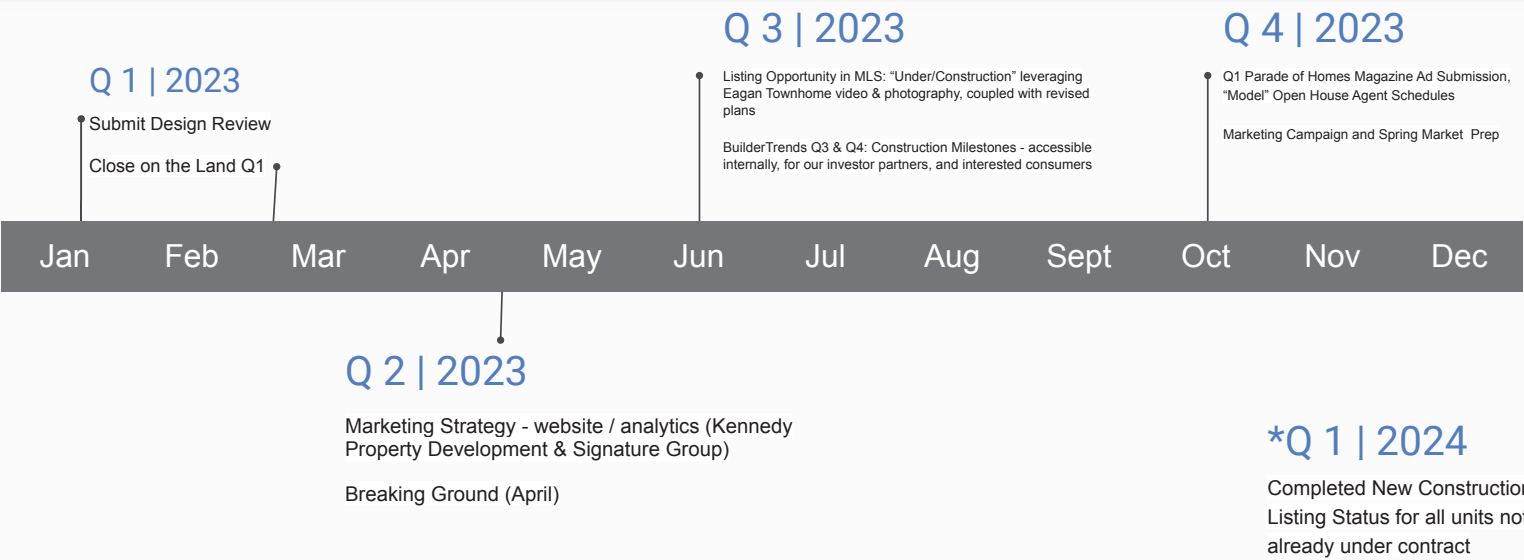 Q 1 | 2023
Submit Design Review
Close on the Land Q1
Q 3 | 2023
Listing Opportunity in MLS: “Under/Construction” leveraging
Eagan Townhome video & photography, coupled with revised
plans
BuilderTrends Q3 & Q4: Construction Milestones - accessible
internally, for our investor partners, and interested consumers
Q 4 | 2023
Q1 Parade of Homes Magazine Ad Submission,
“Model” Open House Agent Schedules
Marketing Campaign and Spring Market Prep
Jan Feb Mar Apr May Jun Jul Aug Sept Oct Nov Dec
Q 2 | 2023
Marketing Strategy - website / analytics (Kennedy
Property Development & Signature Group)
Breaking Ground (April)
*Q 1 | 2024
Completed New Construction
Listing Status for all units not
already under contract